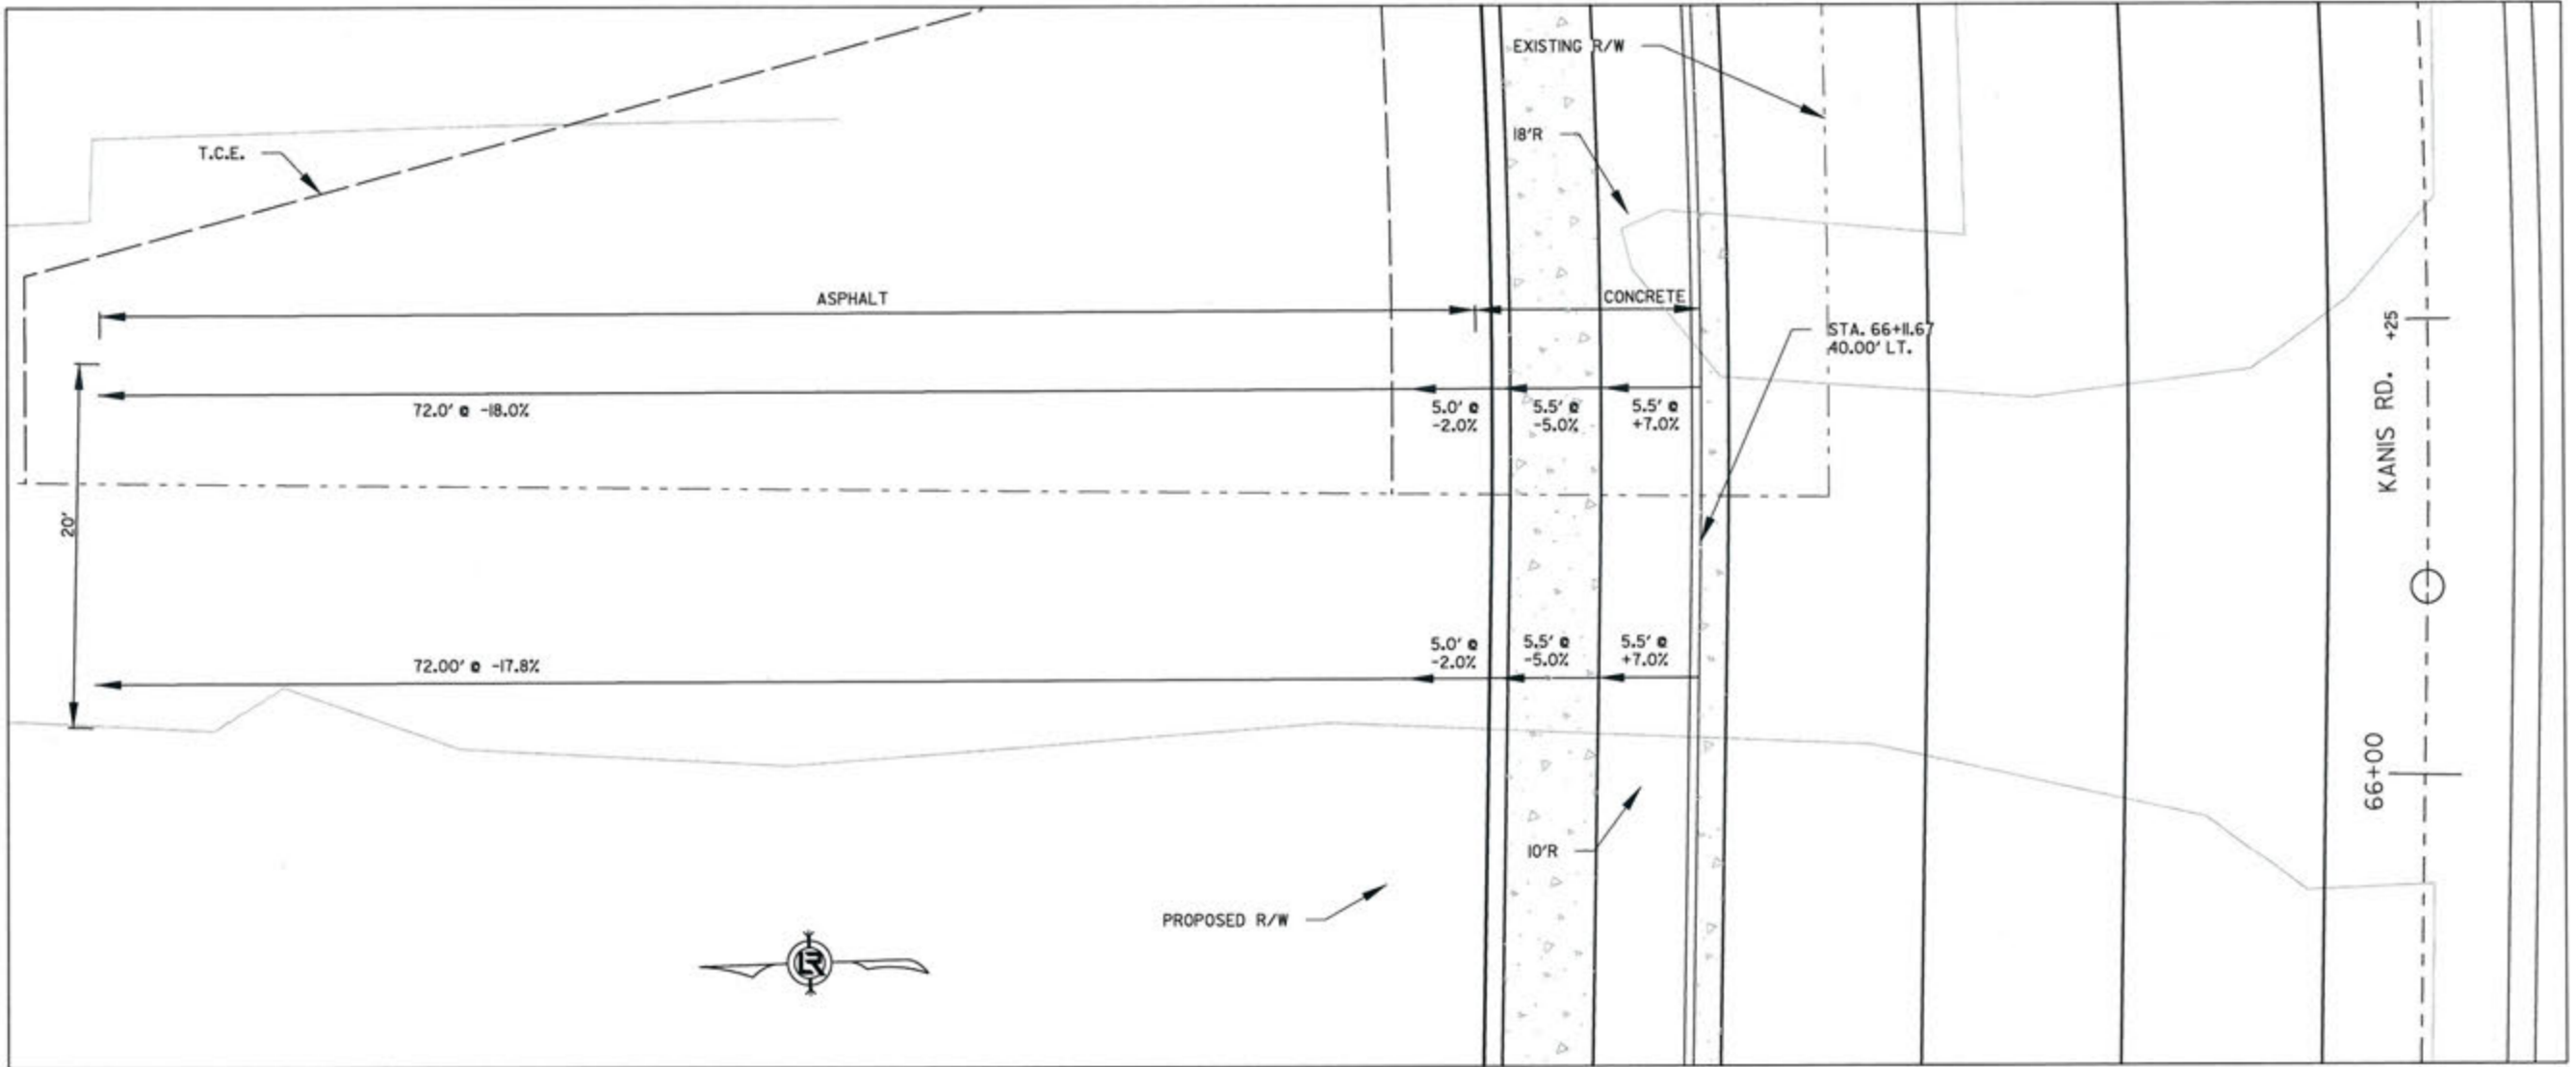 EXISTING R/W
18'R
T.C.E.
ASPHALT
CONCRETE
STA. 66+11.67
40.00' LT.
+25
KANIS RD.
72.0' @ -18.0%
5.0' @
-2.0%
5.5' @
-5.0%
5.5' @
+7.0%
20'
72.00' @ -17.8%
5.0' @
-2.0%
5.5' @
-5.0%
5.5' @
+7.0%
66+00
10'R
PROPOSED R/W
LR